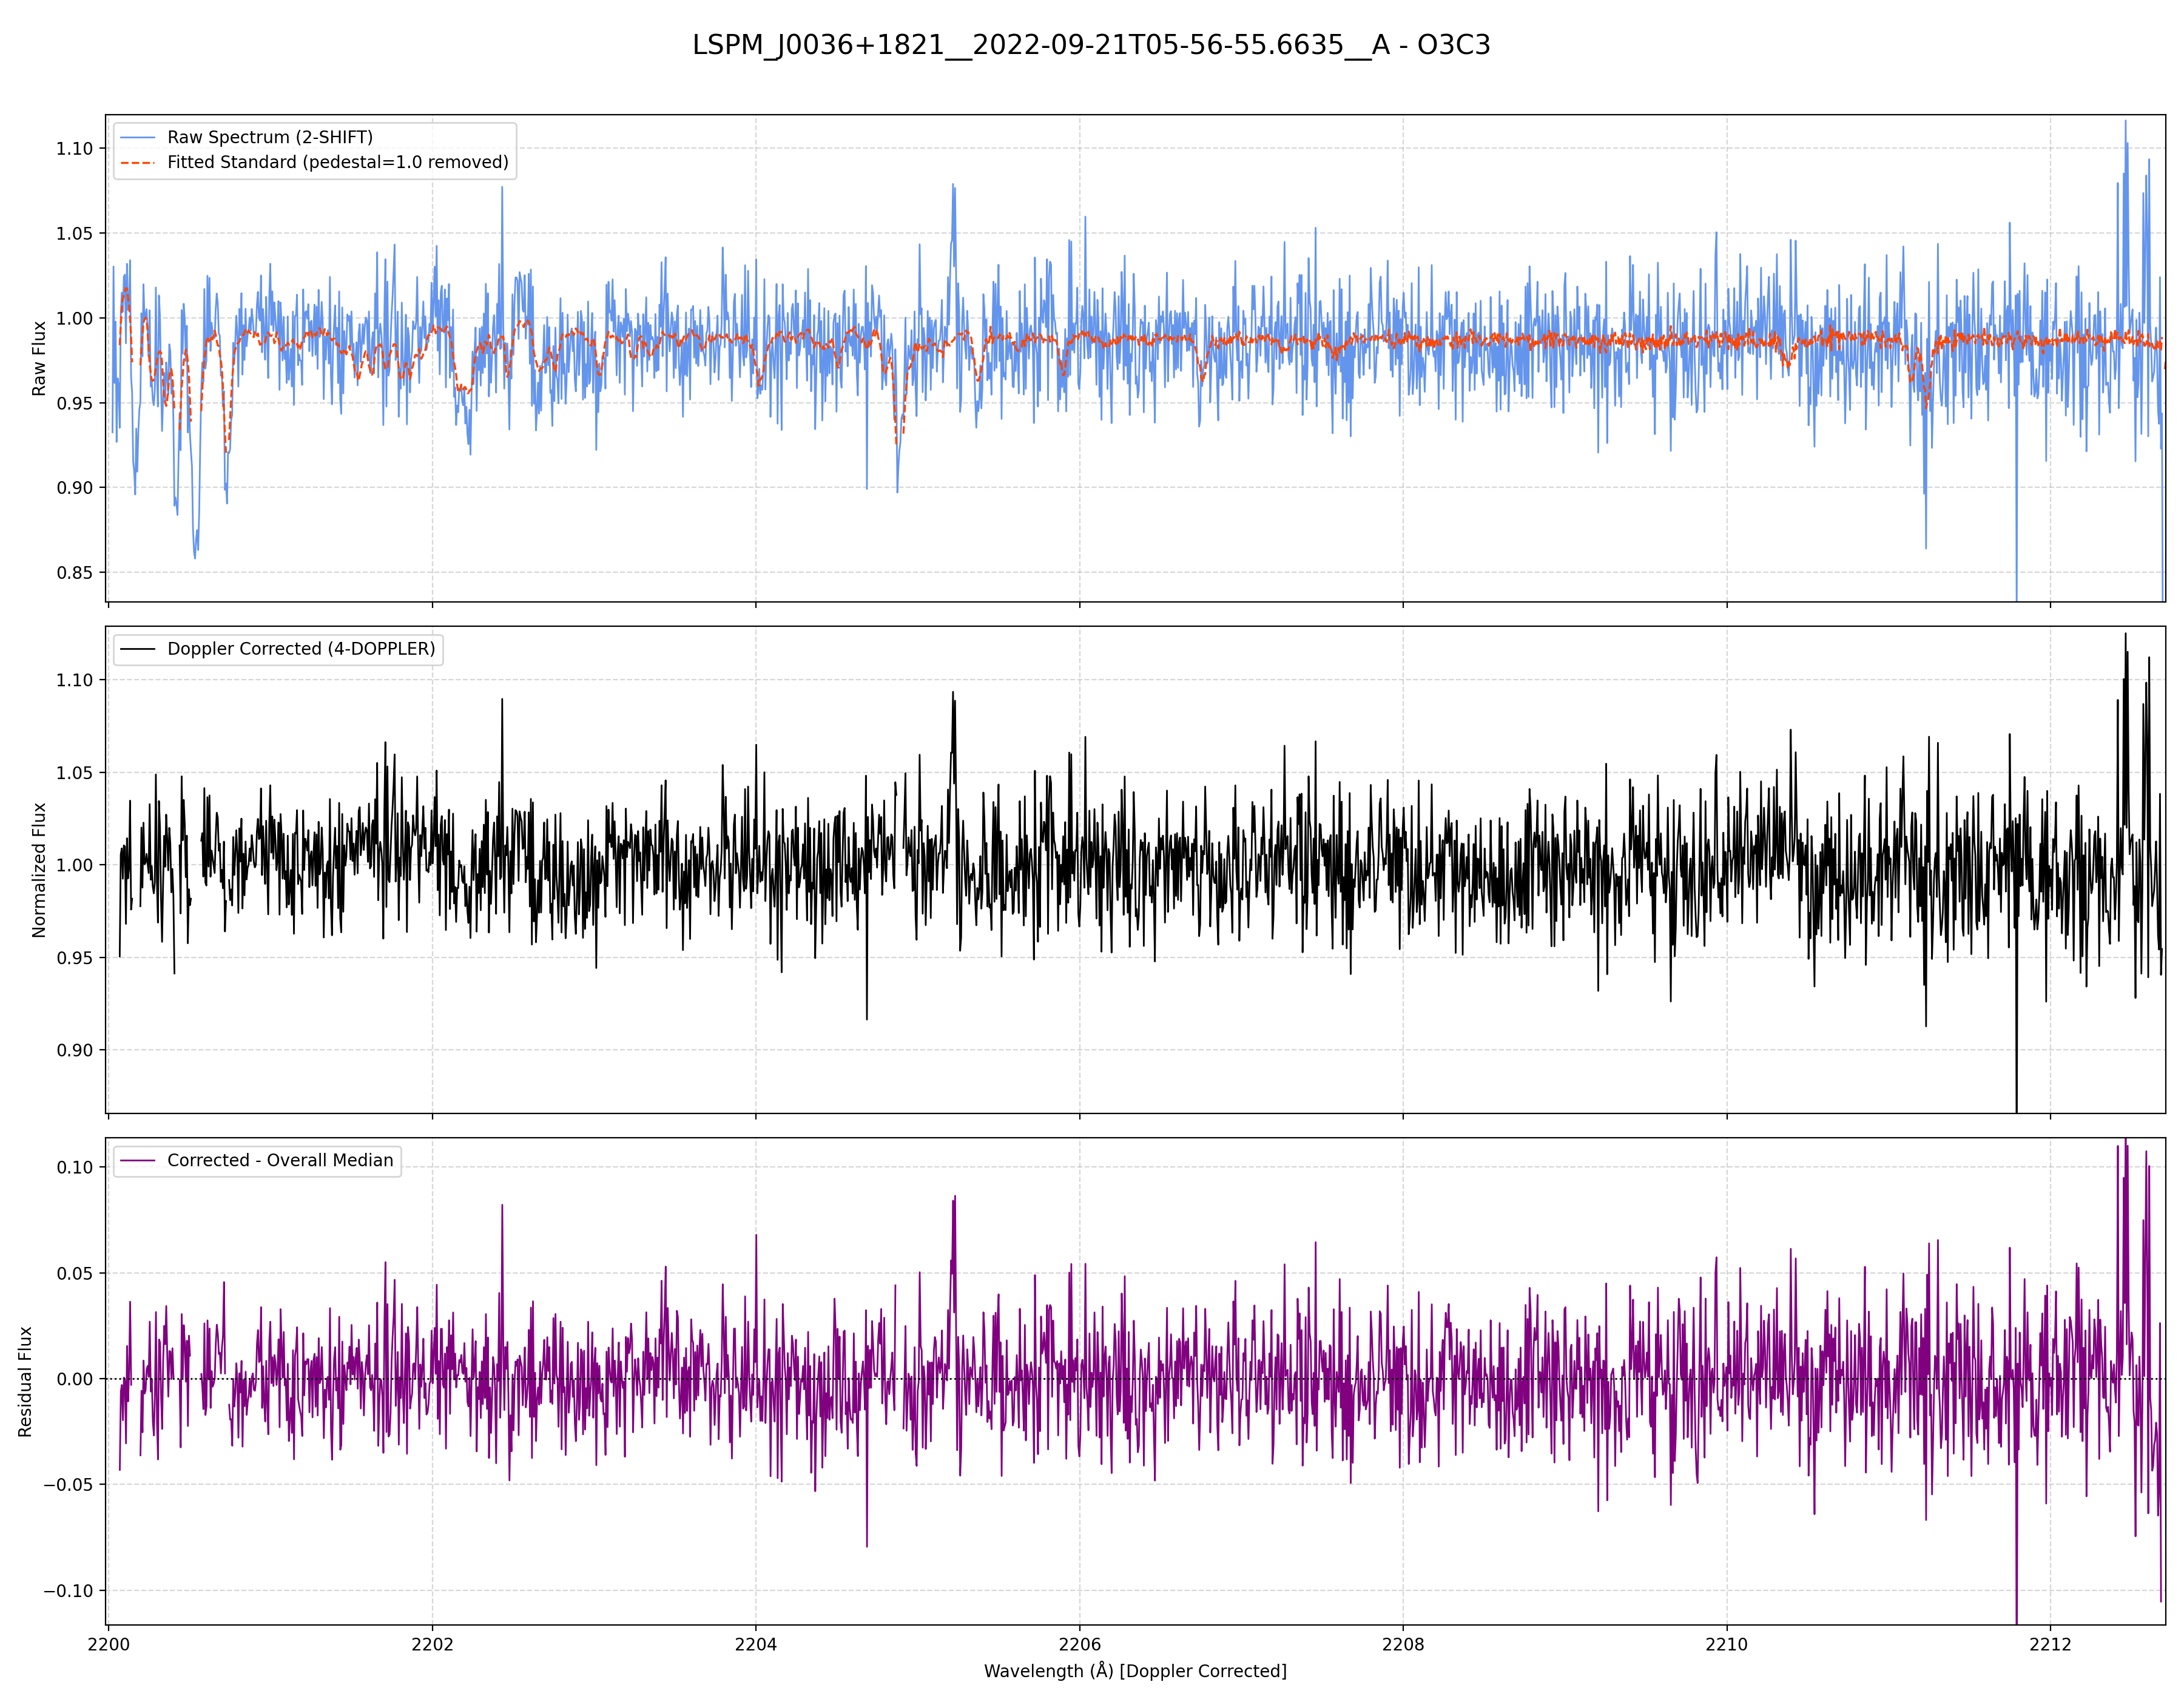 LSPM_J0036+1821__2022-09-21T05-56-55.6635__A - O3C3
Raw Spectrum (2-SHIFT)
Fitted Standard (pedestal=1.0 removed)
Raw Flux
1.10
1.05
1.00
0.95
0.90
0.85
Doppler Corrected (4-DOPPLER)
Normalized Flux
1.10
1.05
1.00
0.95
0.90
Corrected - Overall Median
Residual Flux
0.10
0.05
0.00
−0.05
−0.10
2200 2202 2204 2206 2208 2210 2212
Wavelength (Å) [Doppler Corrected]